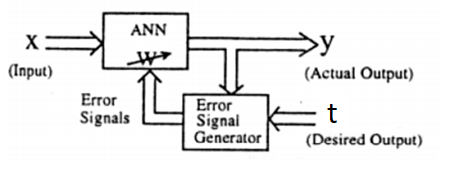 ANN
X
W
y
(Input)
(Actual Output)
Error
Signals
Error
Signal
Generator
t
(Desired Output)